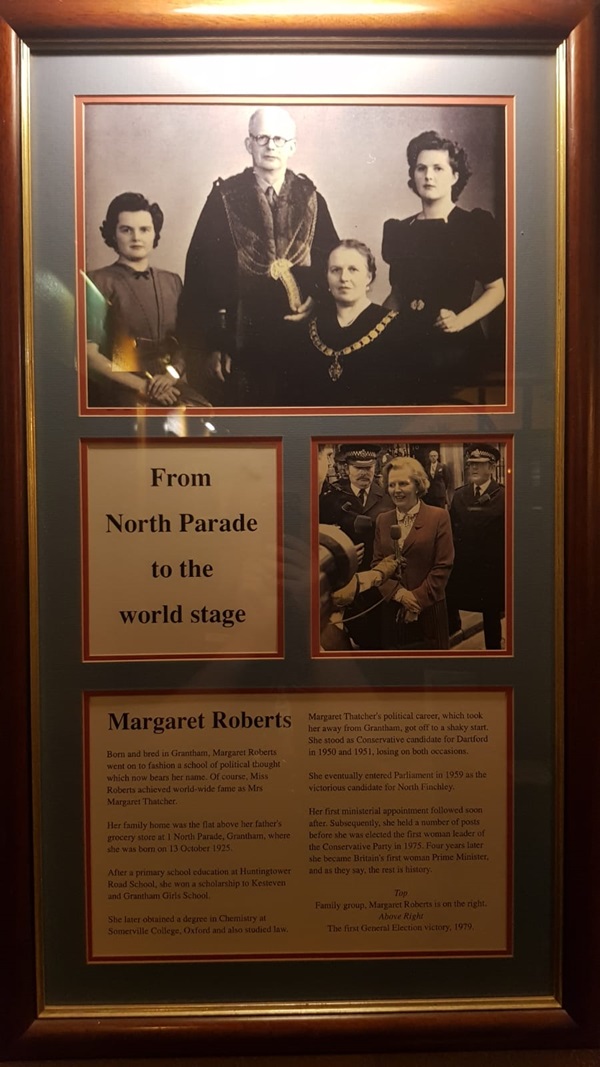 From
North Parade
to the
world stage
Margaret Roberts
Born and bred in Grantham, Margaret Roberts
went on to fashion a school of political thought
which now bears her name. Of course, Miss
Roberts achieved world-wide fame as Mrs
Margaret Thatcher.
Her family home was the flat above her father's
grocery store at 1 North Parade, Grantham, where
she was born on 13 October 1925.
After a primary school education at Huntingtower
Road School, she won a scholarship to Kesteven
and Grantham Girls School.
She later obtained a degree in Chemistry at
Somerville College, Oxford and also studied law.
Margaret Thatcher's political career, which took
her away from Grantham, got off to a shaky start.
She stood as Conservative candidate for Dartford
in 1950 and 1951, losing on both occasions.
She eventually entered Parliament in 1959 as the
victorious candidate for North Finchley.
Her first ministerial appointment followed soon
after. Subsequently, she held a number of posts
before she was elected the first woman leader of
the Conservative Party in 1975. Four years later
she became Britain's first woman Prime Minister,
and as they say, the rest is history.
Top
Family group, Margaret Roberts is on the right.
Above Right
The first General Election victory, 1979.